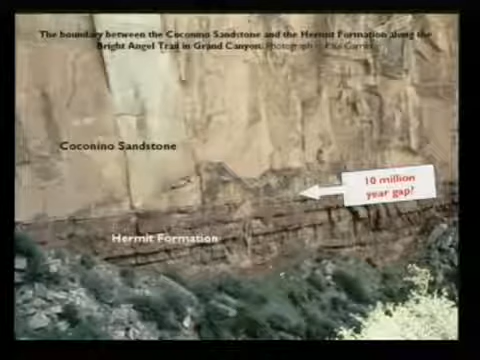 The boundary between the Coconino Sandstone and the Hermit Formation along the
Bright Angel Trail in Grand Canyon. Photograph
Coconino Sandstone
10 million
year gap?
Hermit Formation